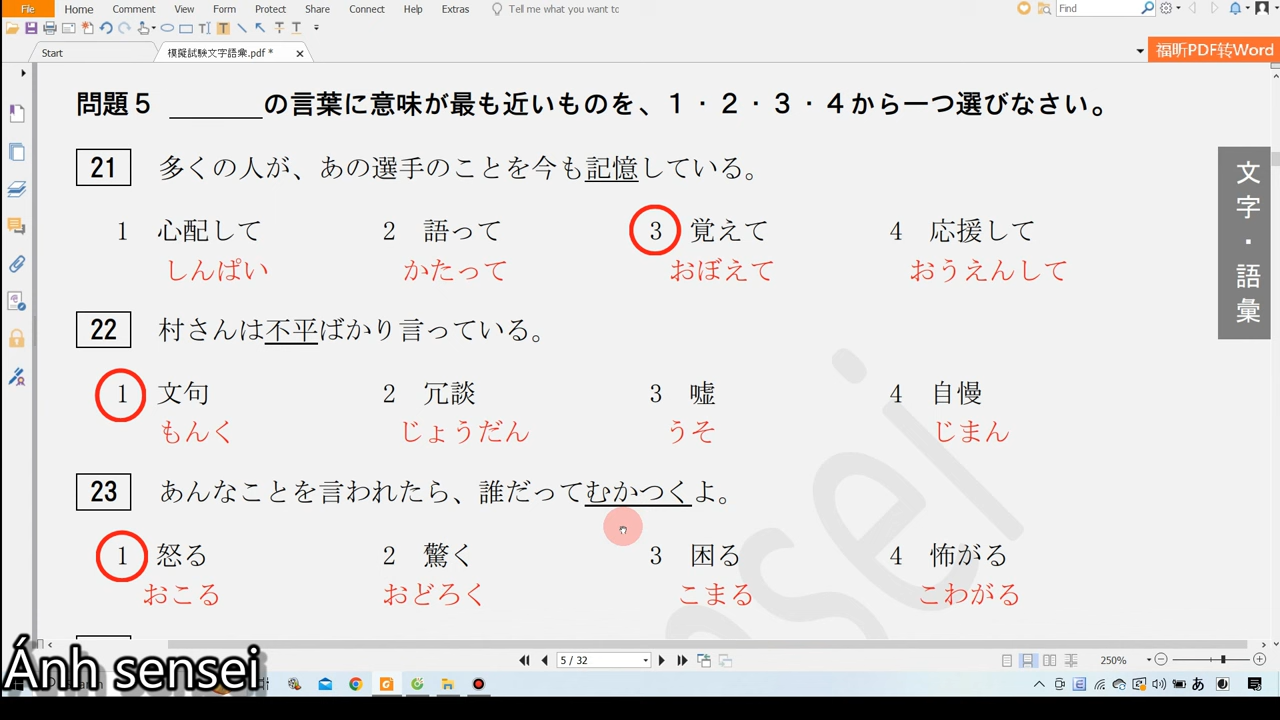 File Home Comment View Form Protect Share Connect Help Extras Tell me what you want to Find
Start 模擬試験文字語彙.pdf * 福昕PDF转Word
問題５ ______の言葉に意味が最も近いものを、１・２・３・４から一つ選びなさい。
21 多くの人が、あの選手のことを今も記憶している。
1 心配して 2 語って 3 覚えて 4 応援して
しんぱい かたって おぼえて おうえんして
22 村さんは不平ばかり言っている。
1 文句 2 冗談 3 嘘 4 自慢
もんく じょうだん うそ じまん
23 あんなことを言われたら、誰だってむかつくよ。
1 怒る 2 驚く 3 困る 4 怖がる
おこる おどろく こまる こわがる
文字・語彙
sensei
Ánh sensei
5 / 32
250%
あ